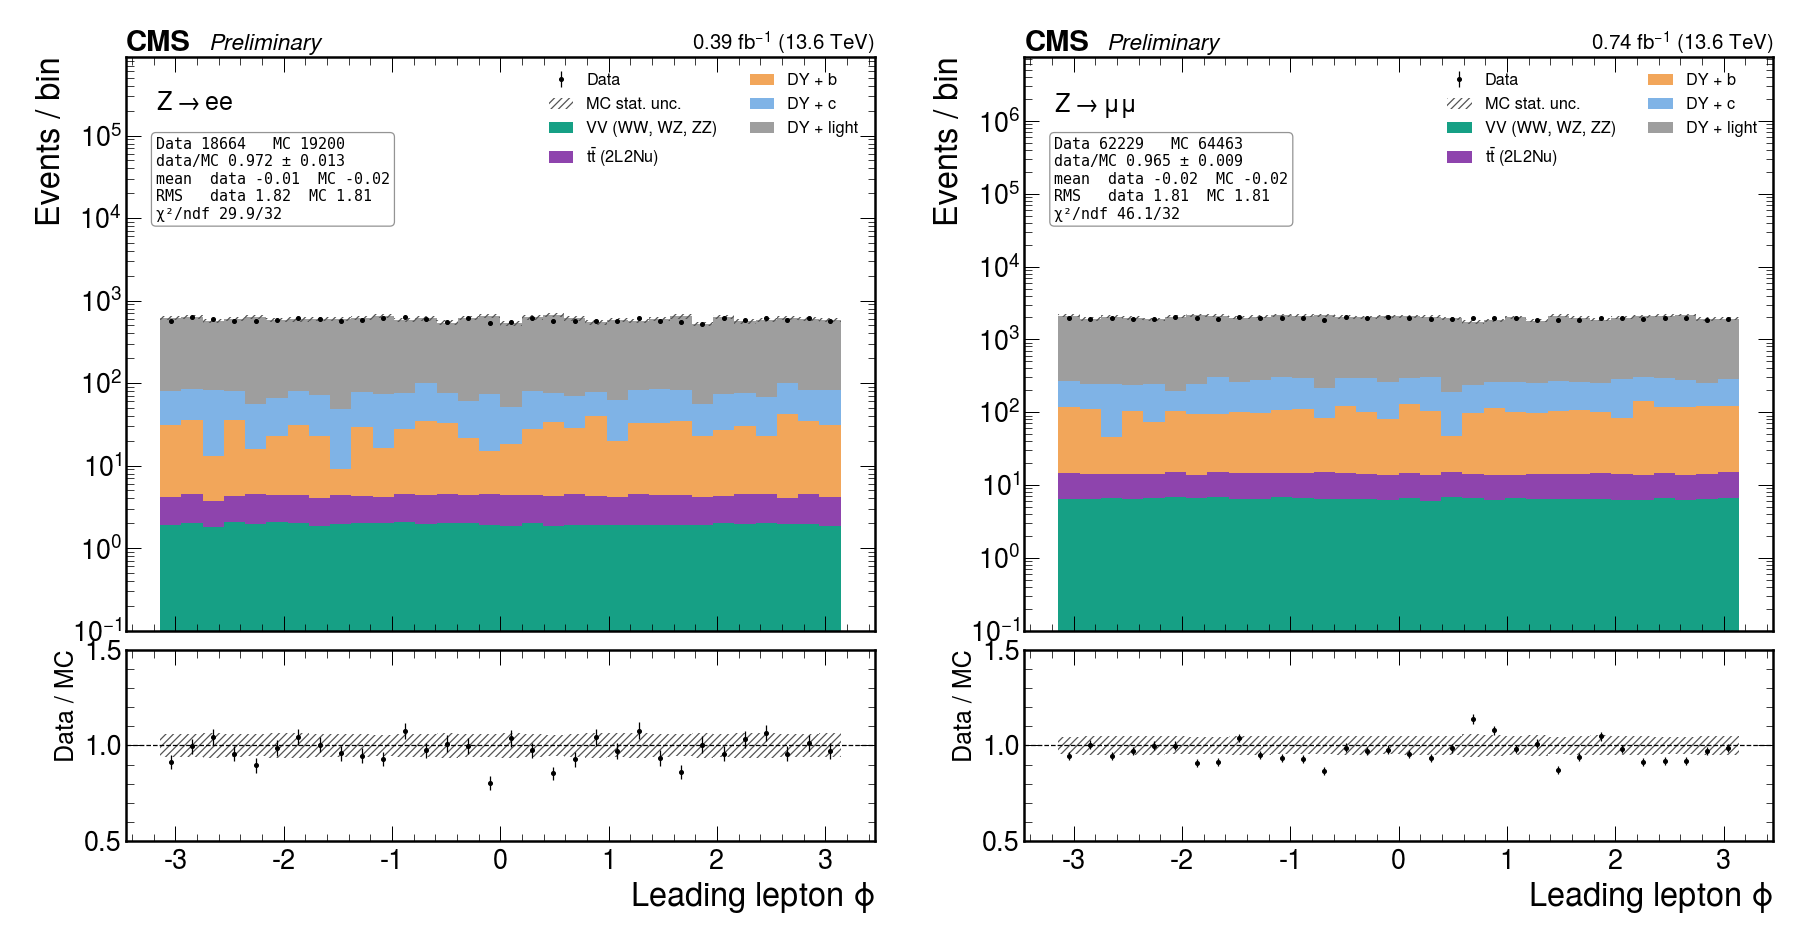 CMS Preliminary 0.39 fb⁻¹ (13.6 TeV)
Events / bin
Z→ee
Data 18664   MC 19200
data/MC 0.972 ± 0.013
mean  data -0.01  MC -0.02
RMS   data 1.82  MC 1.81
χ²/ndf 29.9/32
Data
MC stat. unc.
VV (WW, WZ, ZZ)
tt̄ (2L2Nu)
DY + b
DY + c
DY + light
10⁵
10⁴
10³
10²
10¹
10⁰
10⁻¹
Data / MC
1.5
1.0
0.5
-3 -2 -1 0 1 2 3
Leading lepton ϕ
CMS Preliminary 0.74 fb⁻¹ (13.6 TeV)
Events / bin
Z→μμ
Data 62229   MC 64463
data/MC 0.965 ± 0.009
mean  data -0.02  MC -0.02
RMS   data 1.81  MC 1.81
χ²/ndf 46.1/32
Data
MC stat. unc.
VV (WW, WZ, ZZ)
tt̄ (2L2Nu)
DY + b
DY + c
DY + light
10⁶
10⁵
10⁴
10³
10²
10¹
10⁰
10⁻¹
Data / MC
1.5
1.0
0.5
-3 -2 -1 0 1 2 3
Leading lepton ϕ